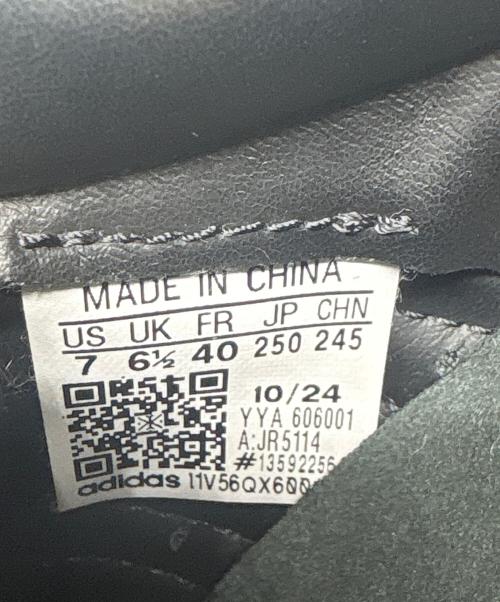 MADE IN CHINA
US UK FR JP CHN
7 6½ 40 250 245
10/24
YYA 606001
A:JR5114
#13592256
adidas 11V56QX600